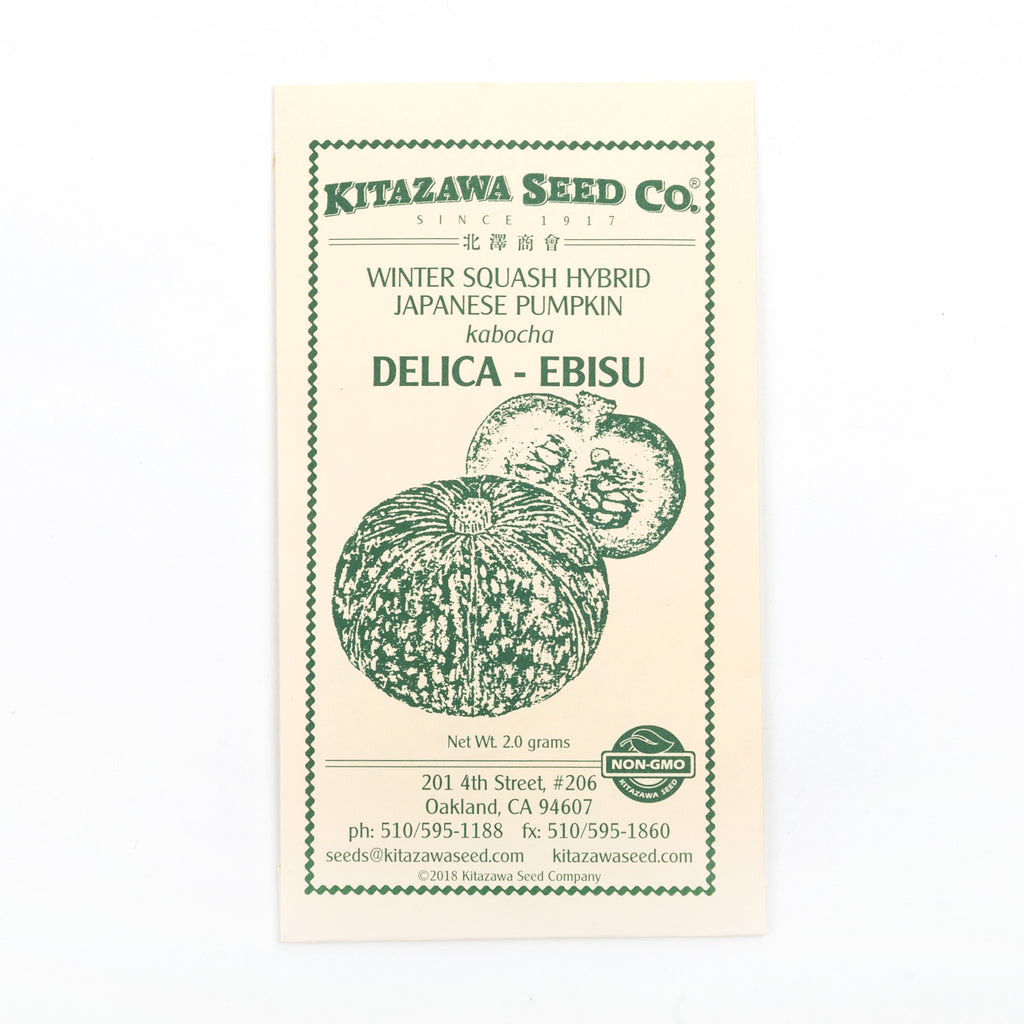 KITAZAWA SEED CO.®
SINCE 1917
北澤商會
WINTER SQUASH HYBRID
JAPANESE PUMPKIN
kabocha
DELICA - EBISU
Net Wt. 2.0 grams
NON-GMO
KITAZAWA SEED
201 4th Street, #206
Oakland, CA 94607
ph: 510/595-1188 fx: 510/595-1860
seeds@kitazawaseed.com kitazawaseed.com
©2018 Kitazawa Seed Company